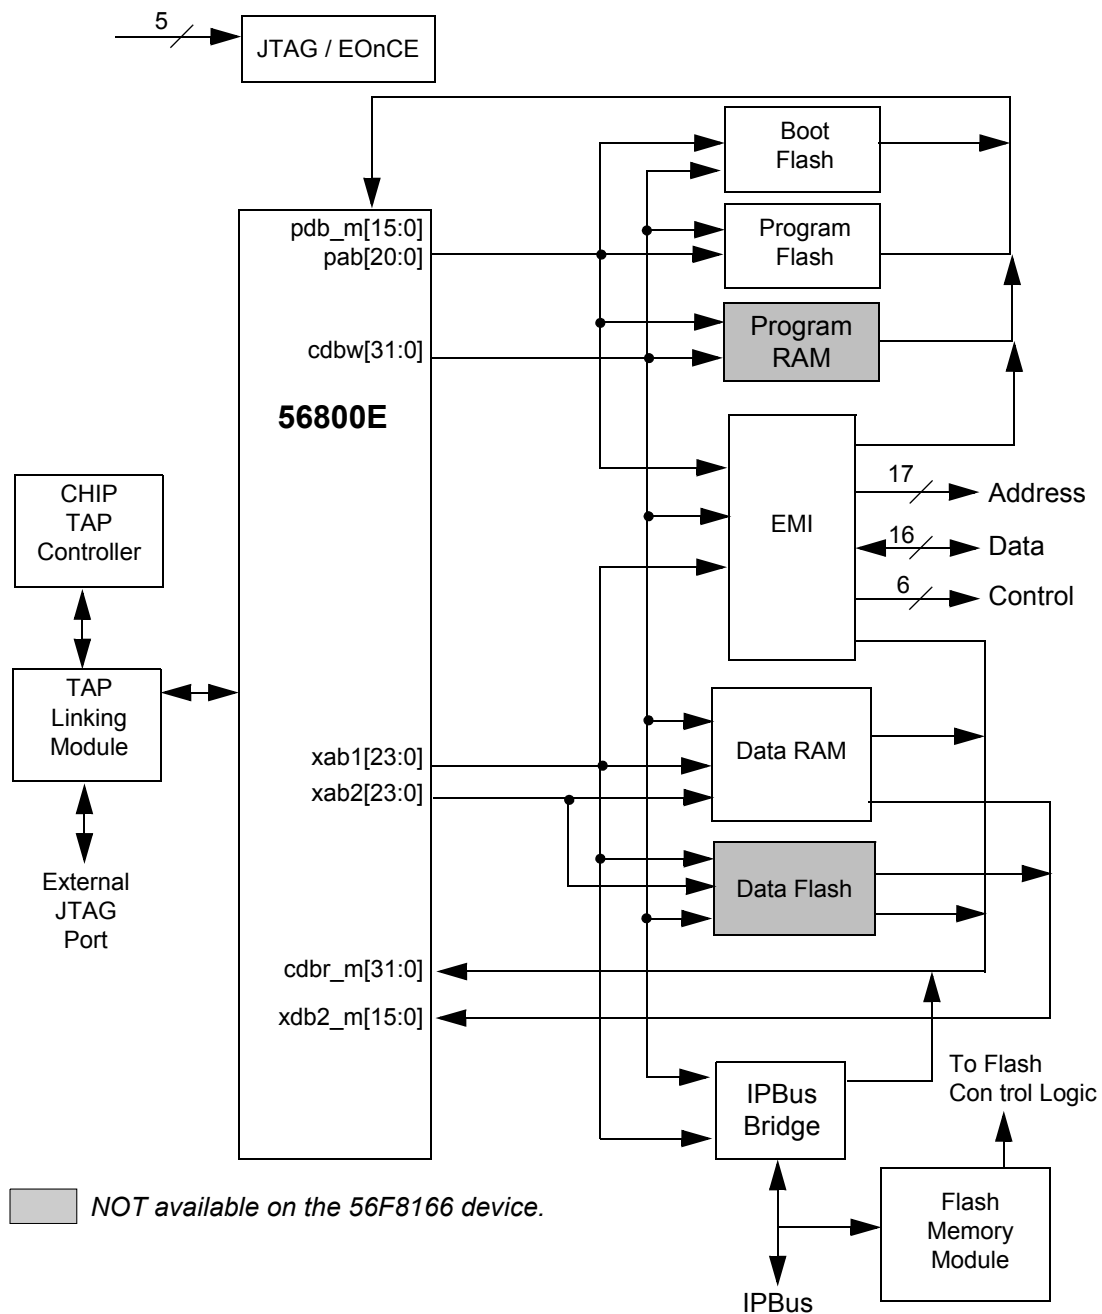 5
JTAG / EOnCE
Boot
Flash
pdb_m[15:0]
pab[20:0]
Program
Flash
cdbw[31:0]
Program
RAM
56800E
CHIP
TAP
Controller
EMI
17
Address
16
Data
6
Control
TAP
Linking
Module
xab1[23:0]
xab2[23:0]
Data RAM
External
JTAG
Port
Data Flash
cdbr_m[31:0]
xdb2_m[15:0]
IPBus
Bridge
To Flash
Con trol Logic
NOT available on the 56F8166 device.
Flash
Memory
Module
IPBus